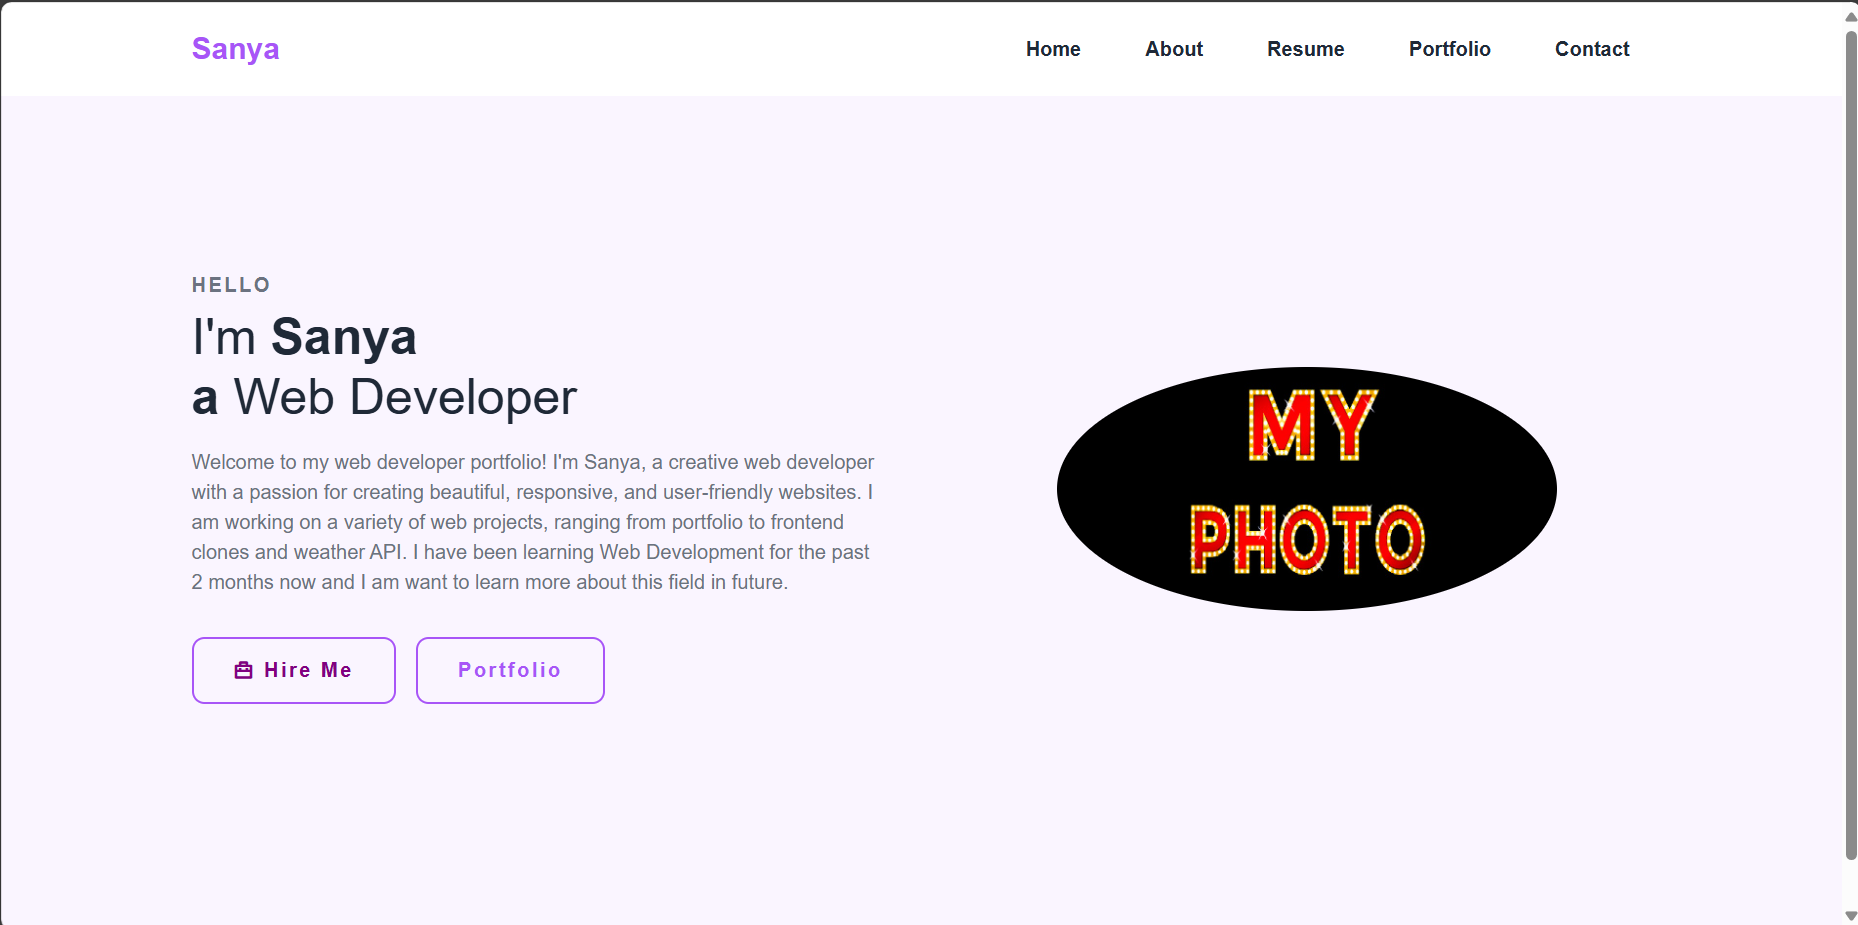 Sanya
Home About Resume Portfolio Contact
HELLO
I'm Sanya
a Web Developer
Welcome to my web developer portfolio! I'm Sanya, a creative web developer
with a passion for creating beautiful, responsive, and user-friendly websites. I
am working on a variety of web projects, ranging from portfolio to frontend
clones and weather API. I have been learning Web Development for the past
2 months now and I am want to learn more about this field in future.
Hire Me
Portfolio
MY
PHOTO